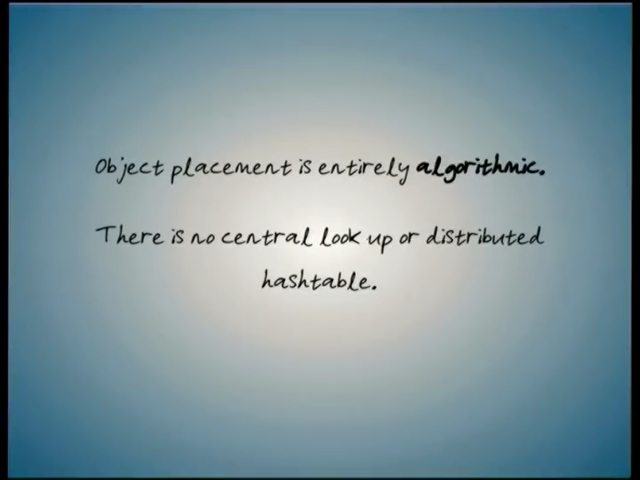 Object placement is entirely algorithmic.
There is no central look up or distributed
hashtable.